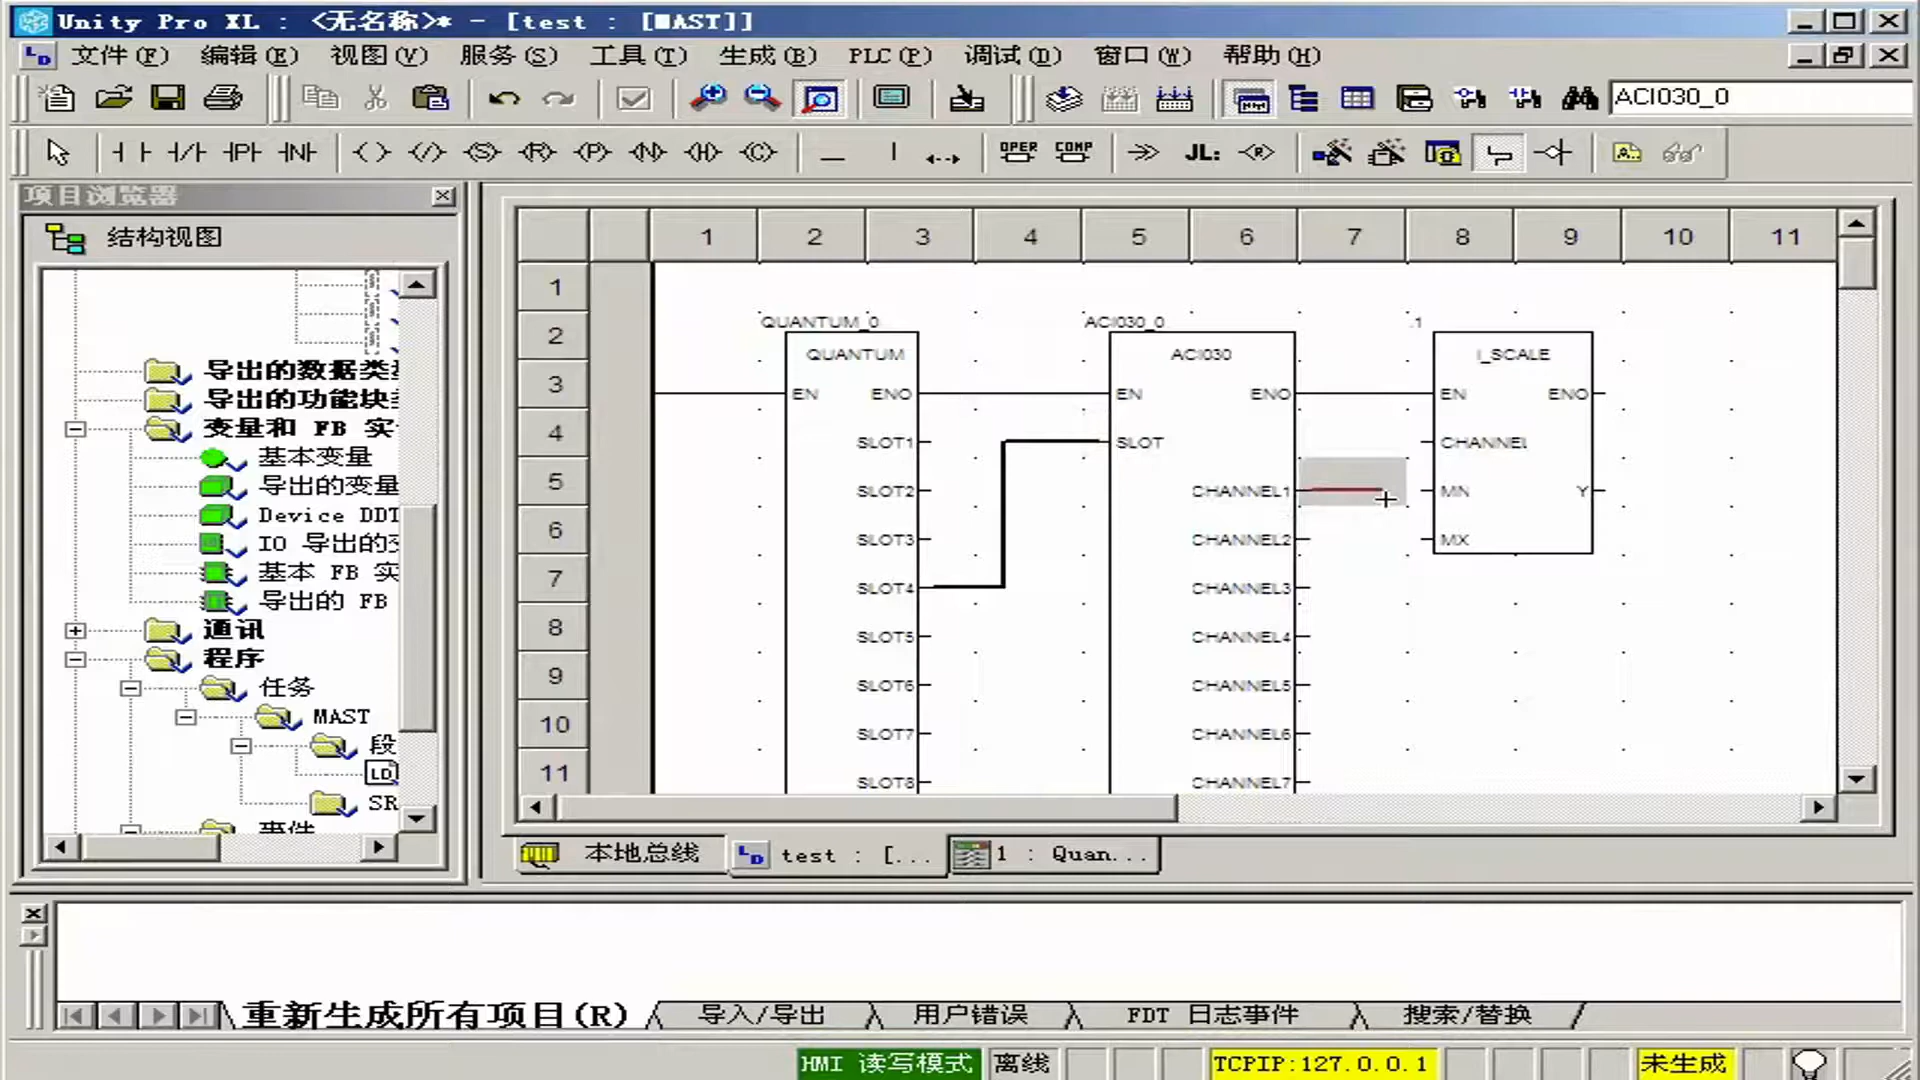 Unity Pro XL : <无名称>* - [test : [MAST]]
文件(F) 编辑(E) 视图(V) 服务(S) 工具(T) 生成(B) PLC(P) 调试(D) 窗口(W) 帮助(H)
ACI030_0
OPER COMP JL:
项目浏览器
结构视图
导出的数据类
导出的功能块
变量和 FB 实
基本变量
导出的变量
Device DDT
IO 导出的
基本 FB 实
导出的 FB
通讯
程序
任务
MAST
段
LD
SR
事件
1 2 3 4 5 6 7 8 9 10 11
1
2
3
4
5
6
7
8
9
10
11
QUANTUM_0
QUANTUM
EN ENO
SLOT1
SLOT2
SLOT3
SLOT4
SLOT5
SLOT6
SLOT7
SLOT8
ACI030_0
ACI030
EN ENO
SLOT
CHANNEL1
CHANNEL2
CHANNEL3
CHANNEL4
CHANNEL5
CHANNEL6
CHANNEL7
.1
I_SCALE
EN ENO
CHANNEL
MN Y
MX
本地总线 test : [... 1 : Quan...
重新生成所有项目(R) 导入/导出 用户错误 FDT 日志事件 搜索/替换
HMI 读写模式 离线 TCPIP:127.0.0.1 未生成